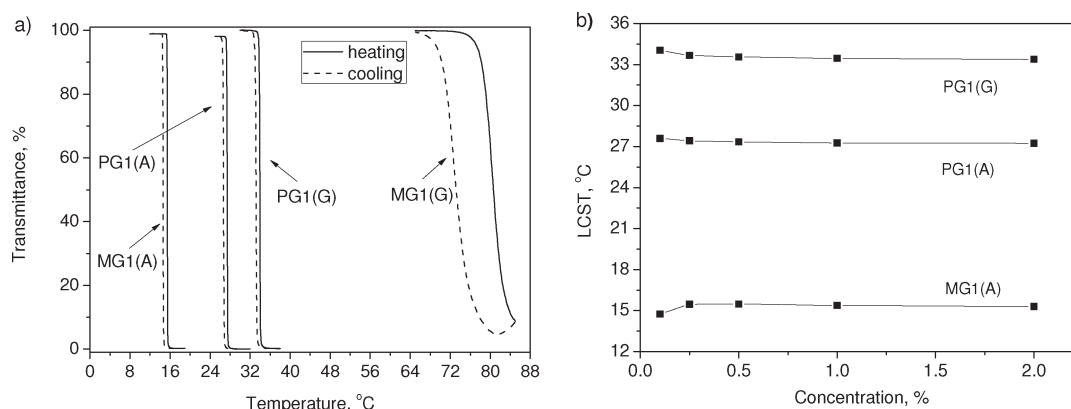 a)
100
80
60
40
20
0
Transmittance, %
heating
cooling
PG1(A)
MG1(A)
PG1(G)
MG1(G)
0 8 16 24 32 40 48 56 64 72 80 88
Temperature, °C
b)
36
33
30
27
24
21
18
15
12
LCST, °C
PG1(G)
PG1(A)
MG1(A)
0.0 0.5 1.0 1.5 2.0
Concentration, %